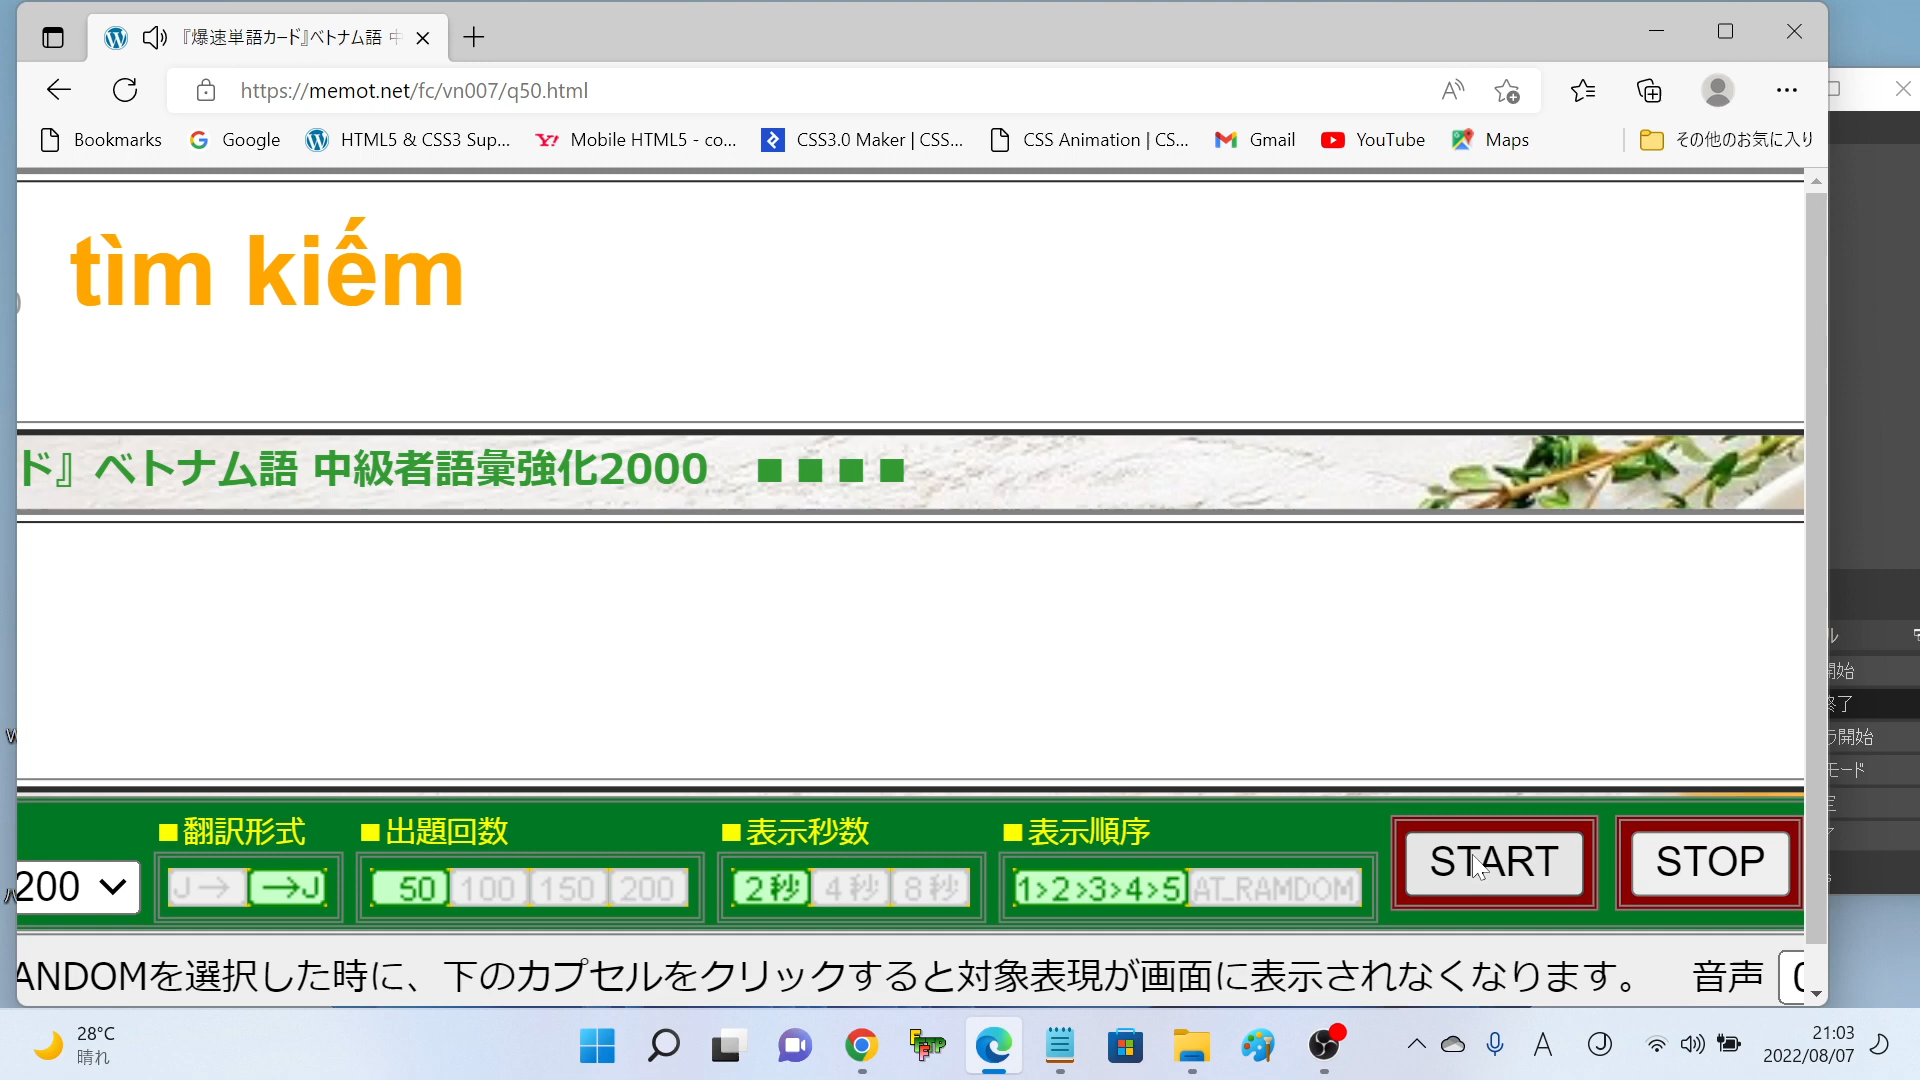 『爆速単語カード』ベトナム語 中
https://memot.net/fc/vn007/q50.html
Bookmarks Google HTML5 & CSS3 Sup... Mobile HTML5 - co... CSS3.0 Maker | CSS... CSS Animation | CS... Gmail YouTube Maps その他のお気に入り
tìm kiếm
ド』ベトナム語 中級者語彙強化2000 ■ ■ ■ ■
■翻訳形式 ■出題回数 ■表示秒数 ■表示順序
200 J→ →J 50 100 150 200 2秒 4秒 8秒 1>2>3>4>5 AT_RAMDOM START STOP
ANDOMを選択した時に、下のカプセルをクリックすると対象表現が画面に表示されなくなります。 音声
ル
開始
終了
ラ開始
モード
28°C
晴れ
A
21:03
2022/08/07